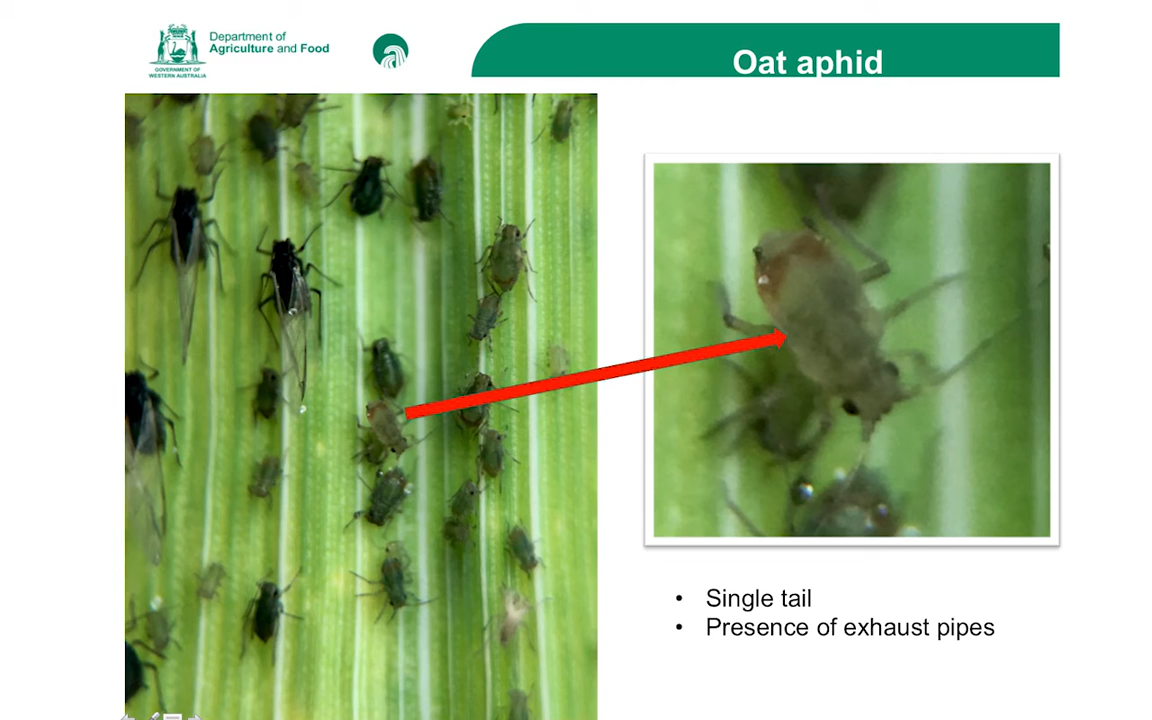 Department of
Agriculture and Food
GOVERNMENT OF
WESTERN AUSTRALIA
Oat aphid
• Single tail
• Presence of exhaust pipes